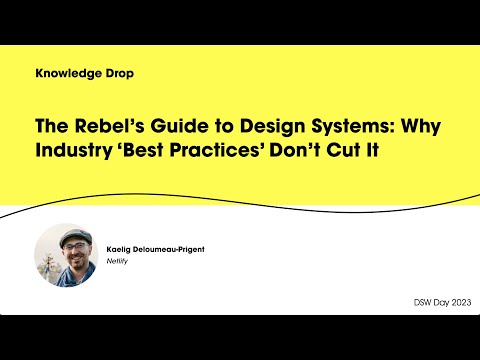 Knowledge Drop
The Rebel’s Guide to Design Systems: Why
Industry ‘Best Practices’ Don’t Cut It
Kaelig Deloumeau-Prigent
Netlify
DSW Day 2023